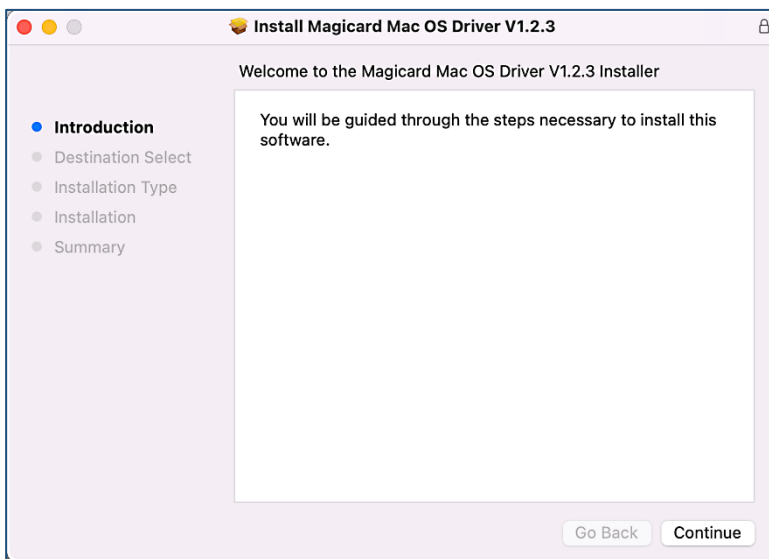 Install Magicard Mac OS Driver V1.2.3
Welcome to the Magicard Mac OS Driver V1.2.3 Installer
Introduction
Destination Select
Installation Type
Installation
Summary
You will be guided through the steps necessary to install this
software.
Go Back
Continue